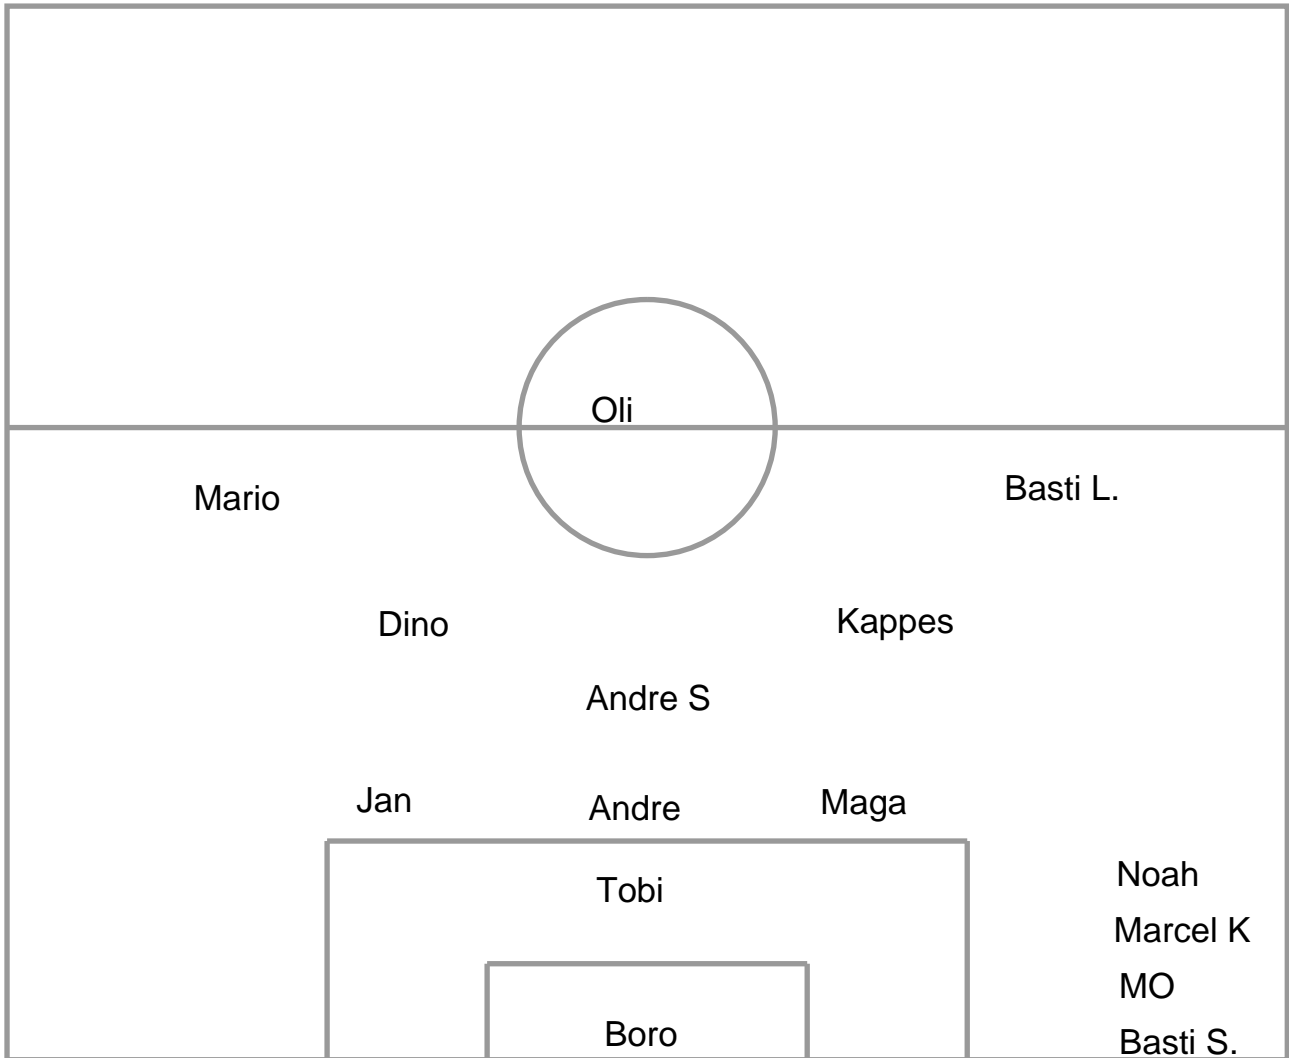 Oli
Mario
Basti L.
Dino
Kappes
Andre S
Jan
Andre
Maga
Tobi
Noah
Marcel K
MO
Boro
Basti S.